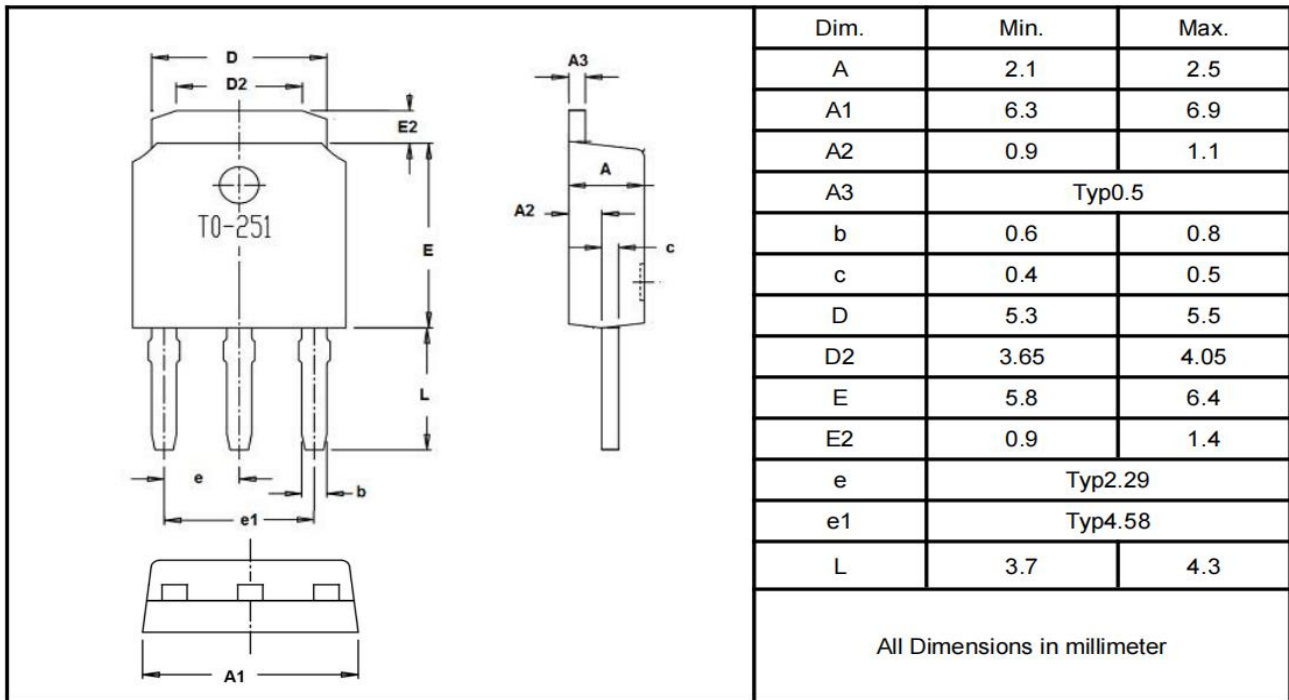 D
D2
E2
TO-251
E
L
e
b
e1
A1
A3
A
A2
c
Dim. Min. Max.
A 2.1 2.5
A1 6.3 6.9
A2 0.9 1.1
A3 Typ0.5
b 0.6 0.8
c 0.4 0.5
D 5.3 5.5
D2 3.65 4.05
E 5.8 6.4
E2 0.9 1.4
e Typ2.29
e1 Typ4.58
L 3.7 4.3
All Dimensions in millimeter